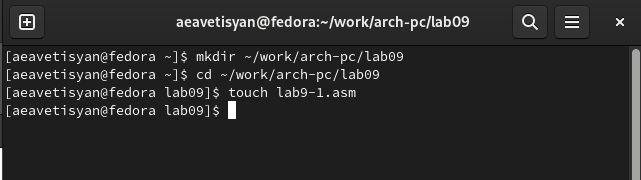 aeavetisyan@fedora:~/work/arch-pc/lab09
[aeavetisyan@fedora ~]$ mkdir ~/work/arch-pc/lab09
[aeavetisyan@fedora ~]$ cd ~/work/arch-pc/lab09
[aeavetisyan@fedora lab09]$ touch lab9-1.asm
[aeavetisyan@fedora lab09]$